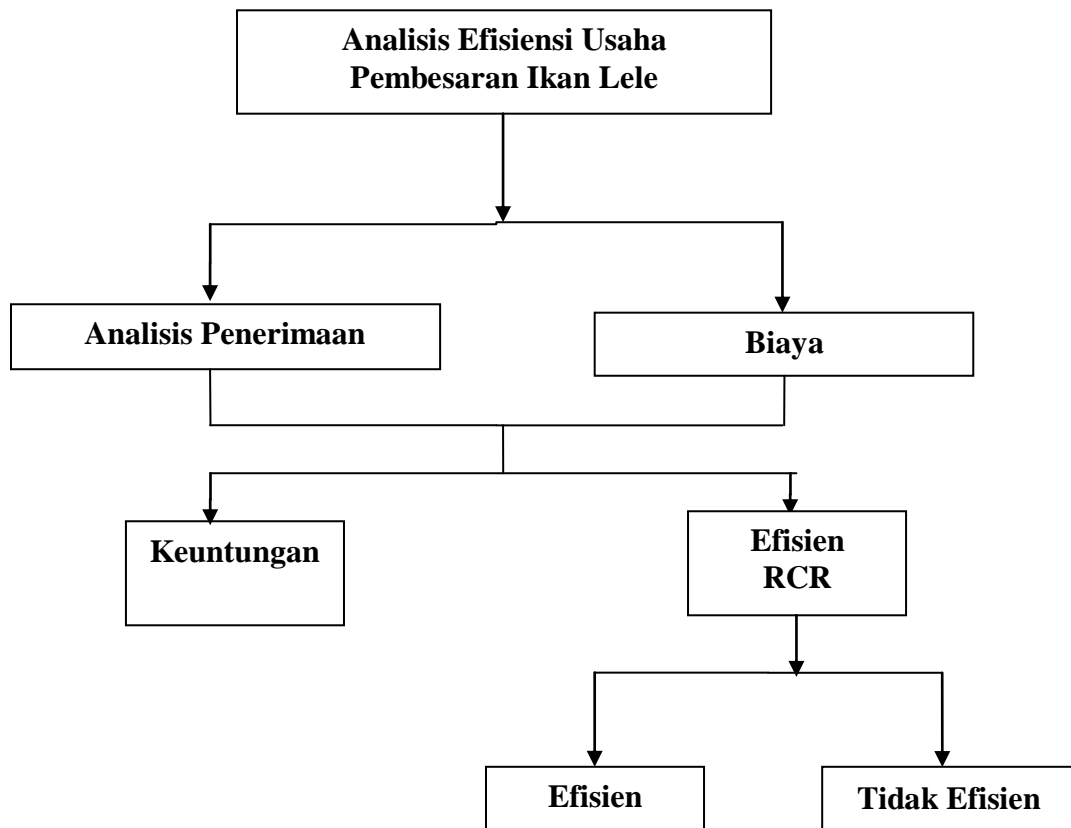 Analisis Efisiensi Usaha
Pembesaran Ikan Lele
Analisis Penerimaan
Biaya
Keuntungan
Efisien
RCR
Efisien
Tidak Efisien